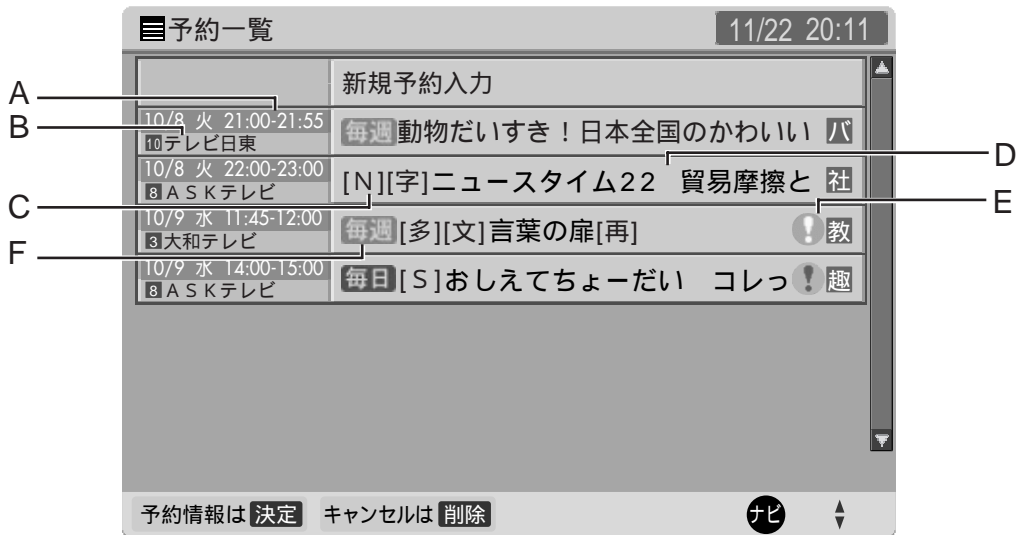 予約一覧 11/22 20:11
新規予約入力
A
10/8 火 21:00-21:55
B
10テレビ日東
毎週動物だいすき！日本全国のかわいい バ
D
10/8 火 22:00-23:00
8ASKテレビ
[N][字]ニュースタイム22 貿易摩擦と 社
C
E
10/9 水 11:45-12:00
3大和テレビ
毎週[多][文]言葉の扉[再] ! 教
F
10/9 水 14:00-15:00
8ASKテレビ
毎日[S]おしえてちょーだい コレっ ! 趣
予約情報は 決定 キャンセルは 削除 ナビ